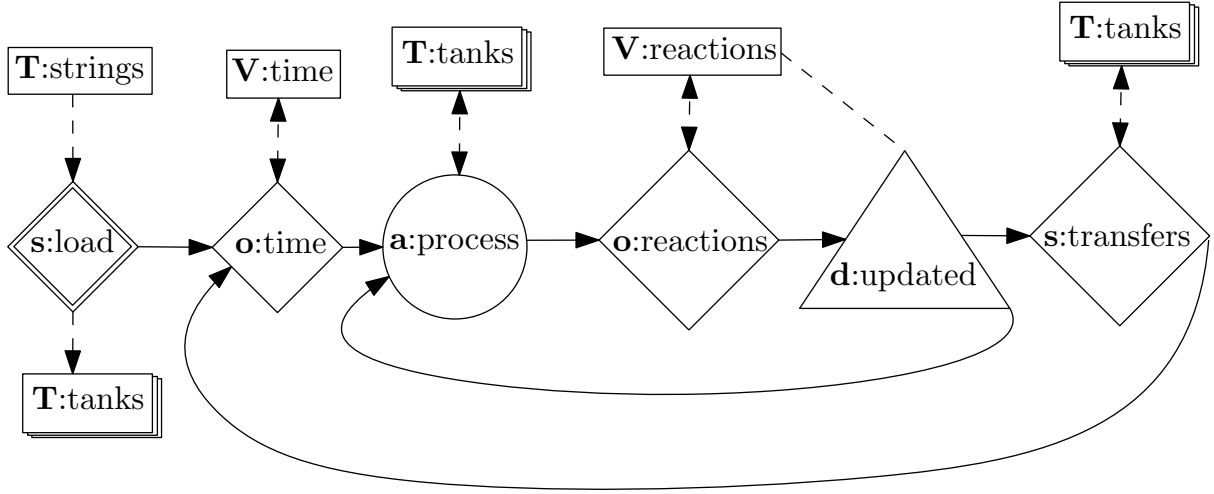 T:strings
V:time
T:tanks
V:reactions
T:tanks
s:load
o:time
a:process
o:reactions
d:updated
s:transfers
T:tanks